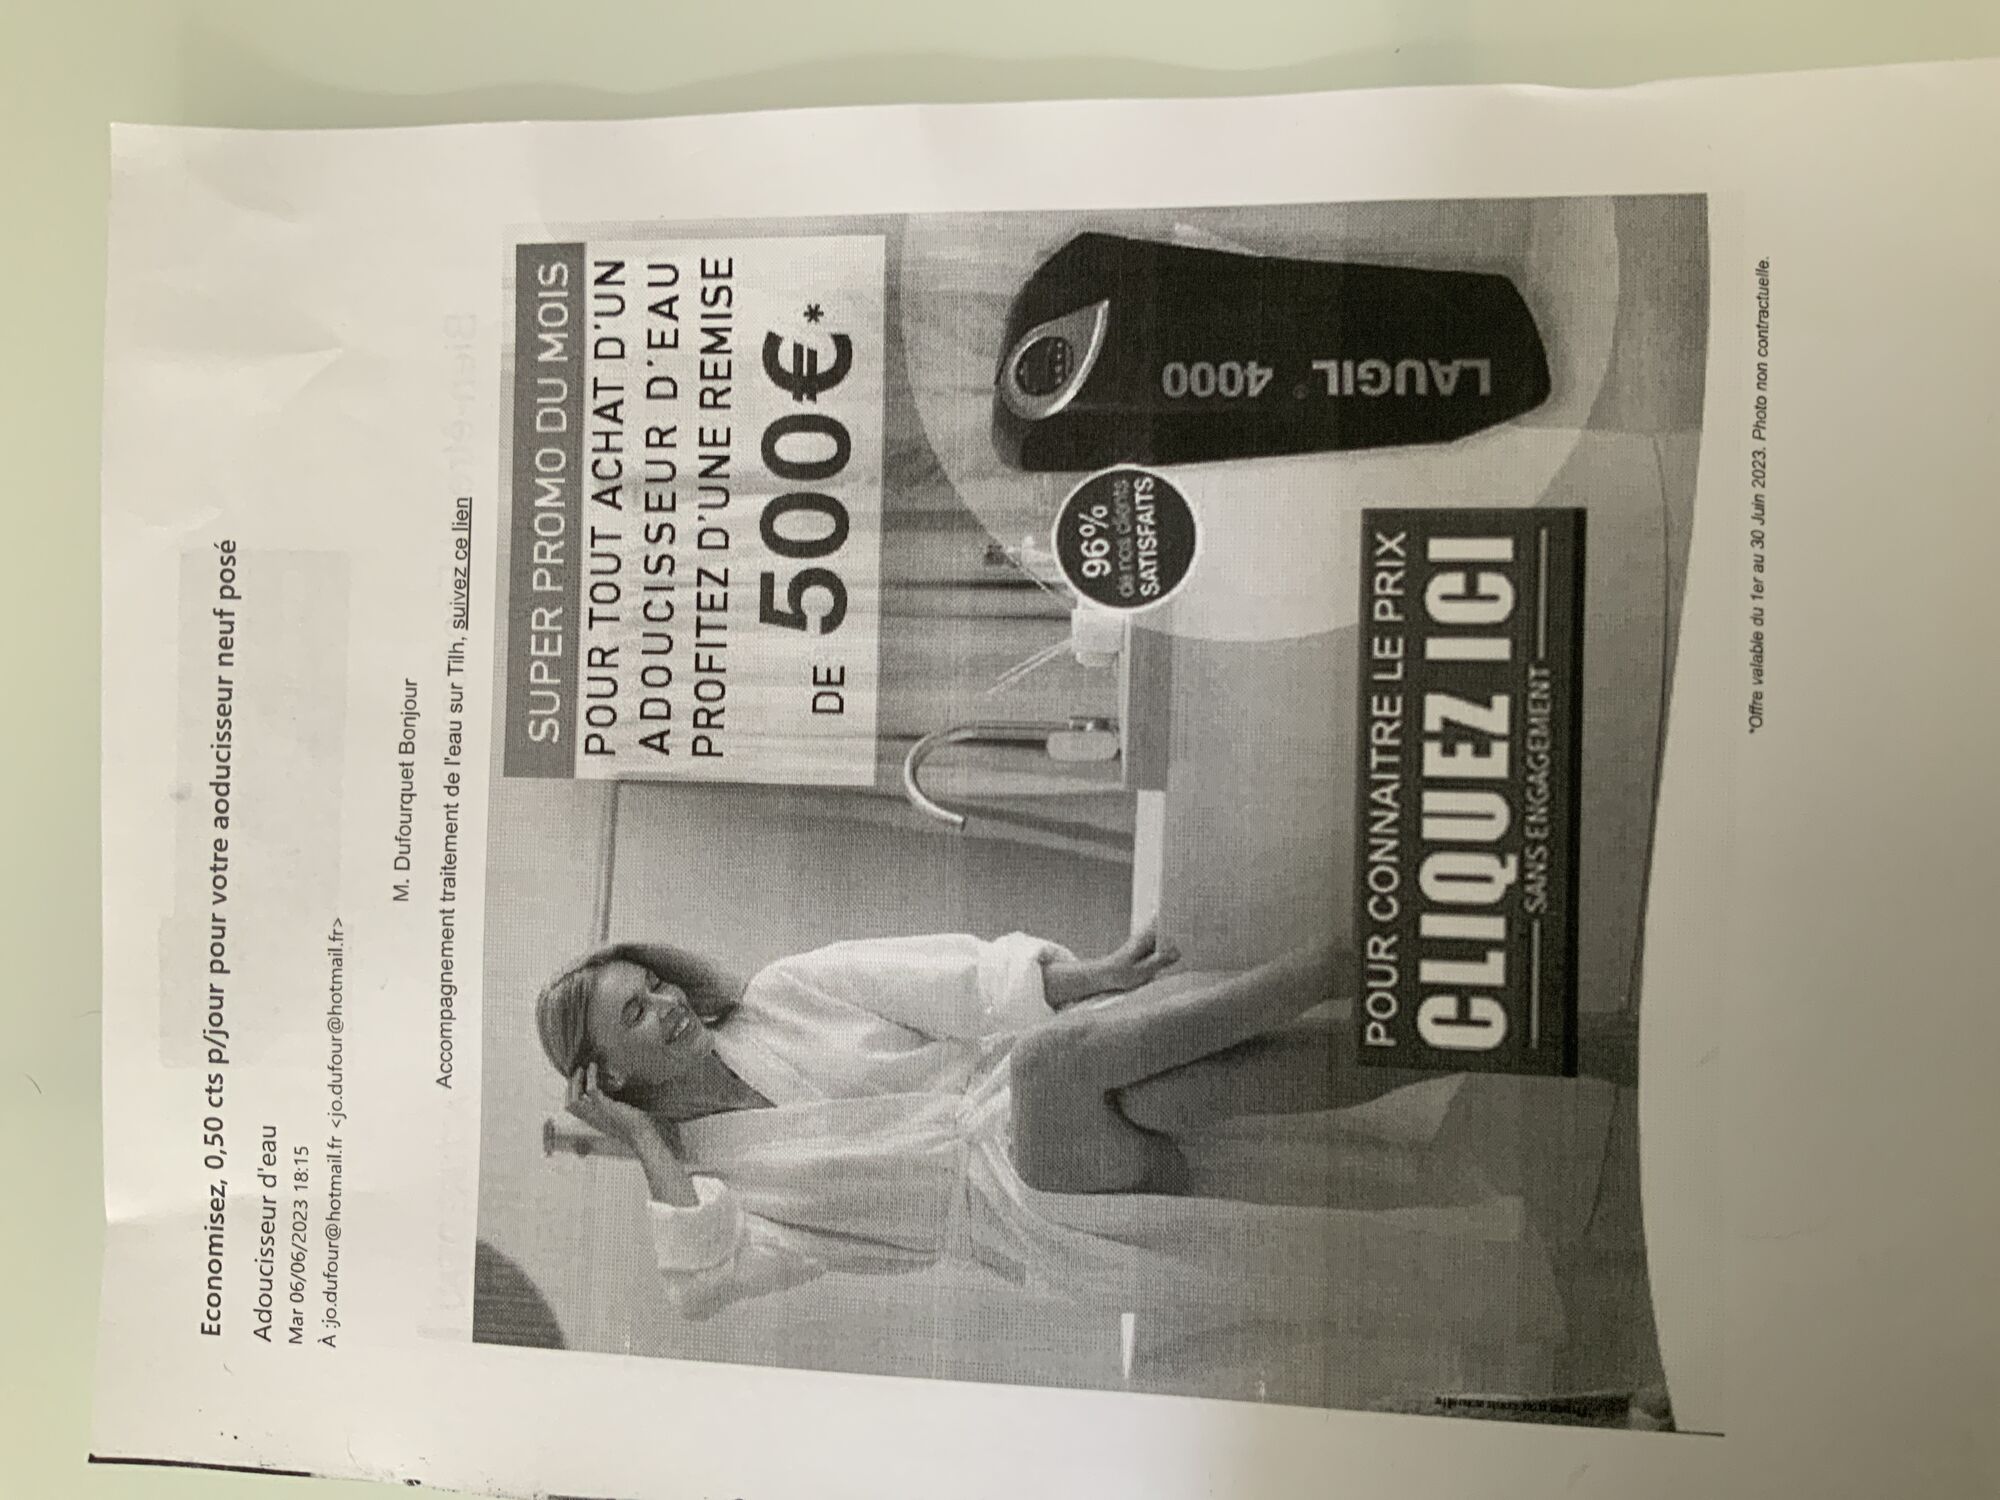 Economisez, 0,50 cts p/jour pour votre aoducisseur neuf posé
Adoucisseur d'eau
Mar 06/06/2023 18:15
À :jo.dufour@hotmail.fr <jo.dufour@hotmail.fr>
M. Dufourquet Bonjour
Accompagnement traitement de l'eau sur Tilh, suivez ce lien
SUPER PROMO DU MOIS
POUR TOUT ACHAT D'UN
ADOUCISSEUR D'EAU
PROFITEZ D'UNE REMISE
DE 500€*
96%
de nos clients
SATISFAITS
LAUGIL 4000
POUR CONNAITRE LE PRIX
CLIQUEZ ICI
SANS ENGAGEMENT
*Offre valable du 1er au 30 Juin 2023. Photo non contractuelle.